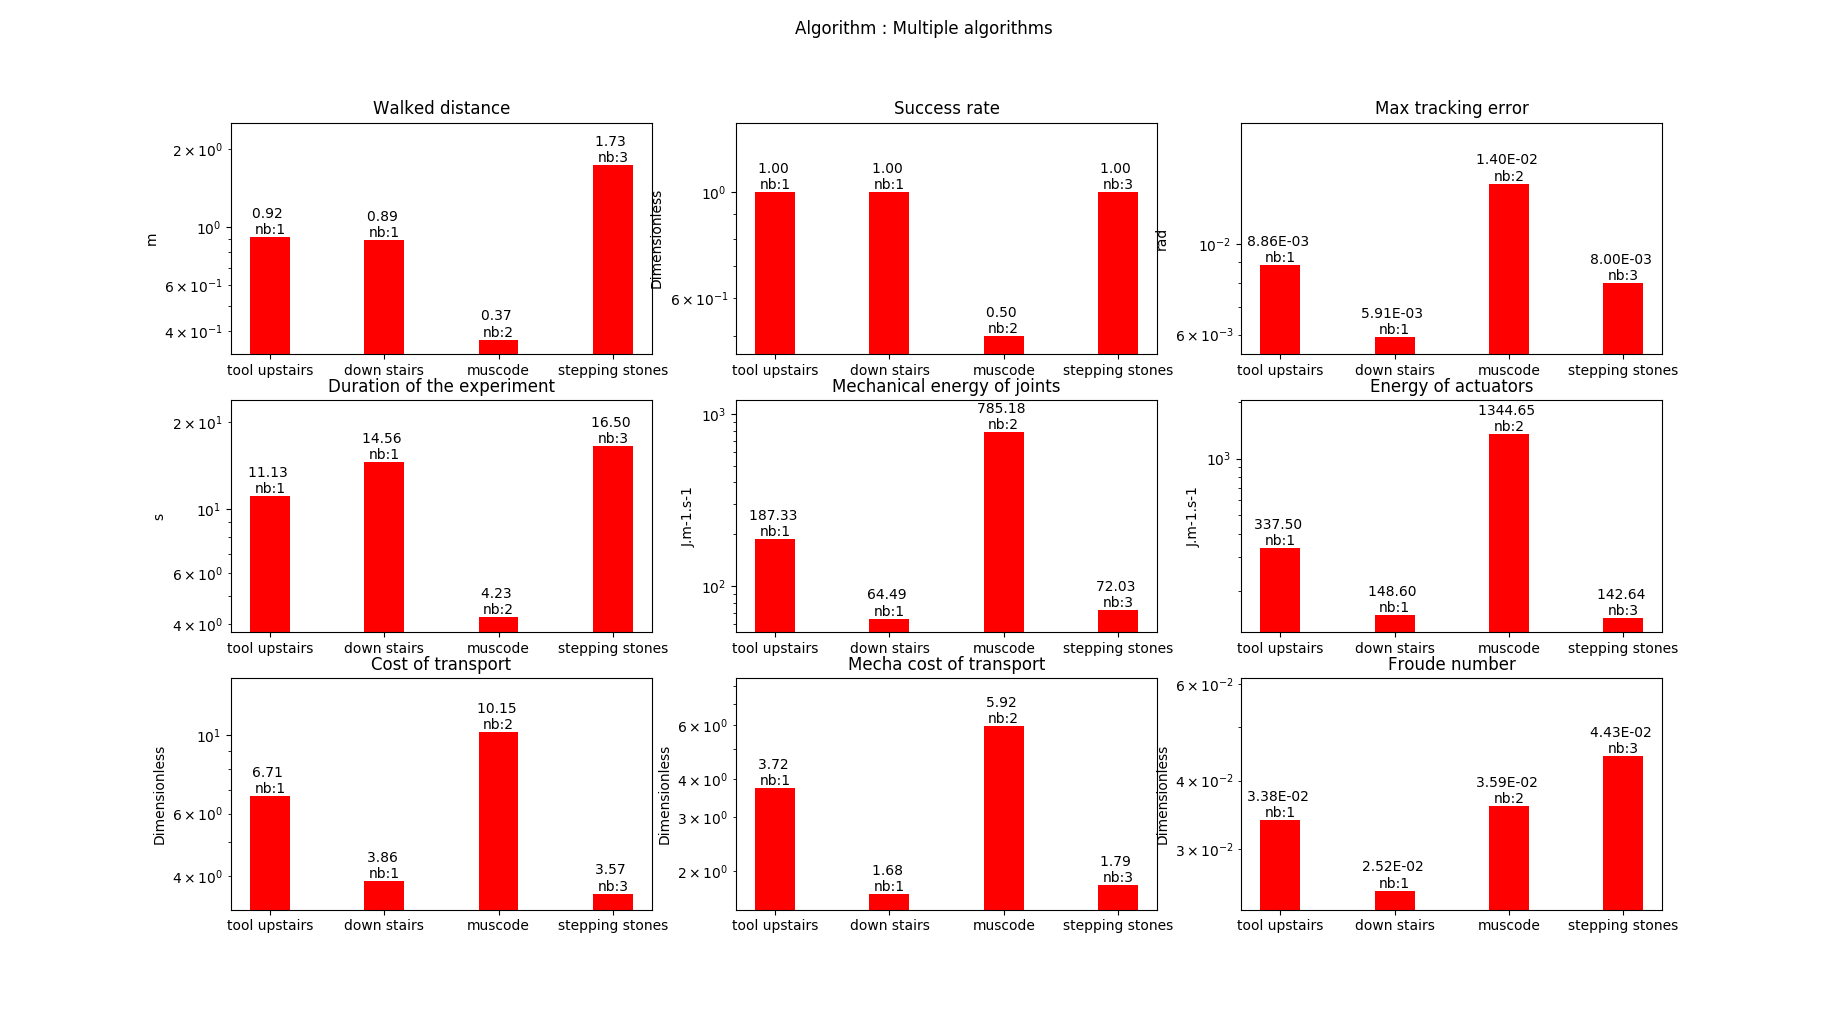 Algorithm : Multiple algorithms
Walked distance
m
2 × 10⁰
10⁰
6 × 10⁻¹
4 × 10⁻¹
0.92
nb:1
0.89
nb:1
0.37
nb:2
1.73
nb:3
tool upstairs
down stairs
muscode
stepping stones
Success rate
Dimensionless
10⁰
6 × 10⁻¹
1.00
nb:1
1.00
nb:1
0.50
nb:2
1.00
nb:3
tool upstairs
down stairs
muscode
stepping stones
Max tracking error
rad
10⁻²
6 × 10⁻³
8.86E-03
nb:1
5.91E-03
nb:1
1.40E-02
nb:2
8.00E-03
nb:3
tool upstairs
down stairs
muscode
stepping stones
Duration of the experiment
s
2 × 10¹
10¹
6 × 10⁰
4 × 10⁰
11.13
nb:1
14.56
nb:1
4.23
nb:2
16.50
nb:3
tool upstairs
down stairs
muscode
stepping stones
Mechanical energy of joints
J.m-1.s-1
10³
10²
187.33
nb:1
64.49
nb:1
785.18
nb:2
72.03
nb:3
tool upstairs
down stairs
muscode
stepping stones
Energy of actuators
J.m-1.s-1
10³
337.50
nb:1
148.60
nb:1
1344.65
nb:2
142.64
nb:3
tool upstairs
down stairs
muscode
stepping stones
Cost of transport
Dimensionless
10¹
6 × 10⁰
4 × 10⁰
6.71
nb:1
3.86
nb:1
10.15
nb:2
3.57
nb:3
tool upstairs
down stairs
muscode
stepping stones
Mecha cost of transport
Dimensionless
6 × 10⁰
4 × 10⁰
3 × 10⁰
2 × 10⁰
3.72
nb:1
1.68
nb:1
5.92
nb:2
1.79
nb:3
tool upstairs
down stairs
muscode
stepping stones
Froude number
Dimensionless
6 × 10⁻²
4 × 10⁻²
3 × 10⁻²
3.38E-02
nb:1
2.52E-02
nb:1
3.59E-02
nb:2
4.43E-02
nb:3
tool upstairs
down stairs
muscode
stepping stones